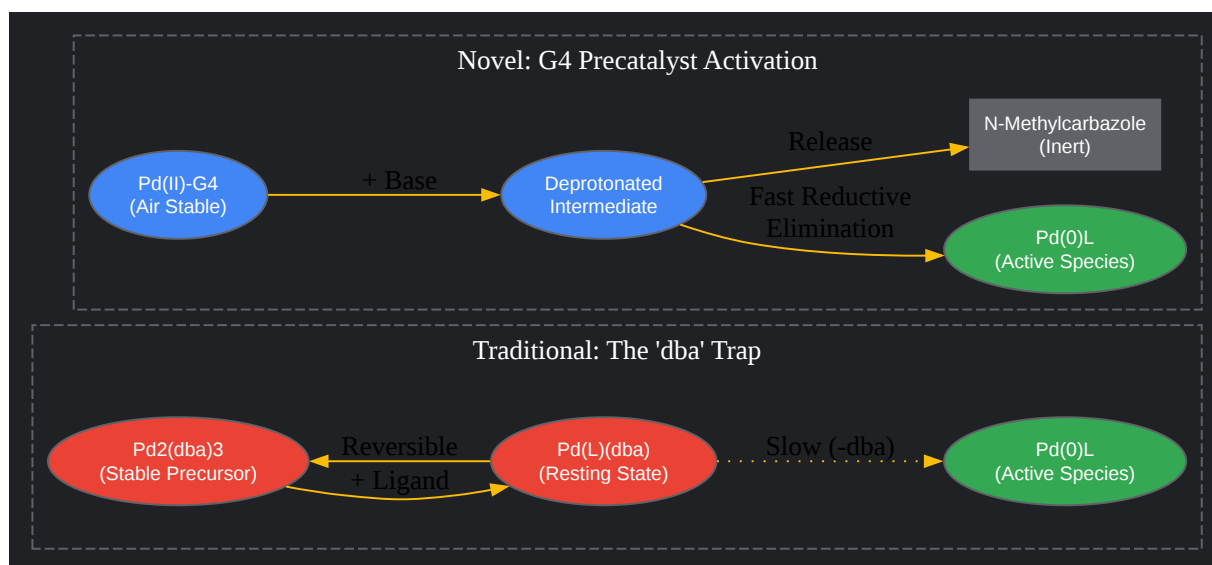 Novel: G4 Precatalyst Activation
Pd(II)-G4
(Air Stable)
+ Base
Deprotonated
Intermediate
Release
N-Methylcarbazole
(Inert)
Fast Reductive
Elimination
Pd(0)L
(Active Species)
Traditional: The 'dba' Trap
Pd2(dba)3
(Stable Precursor)
Reversible
+ Ligand
Pd(L)(dba)
(Resting State)
Slow (-dba)
Pd(0)L
(Active Species)